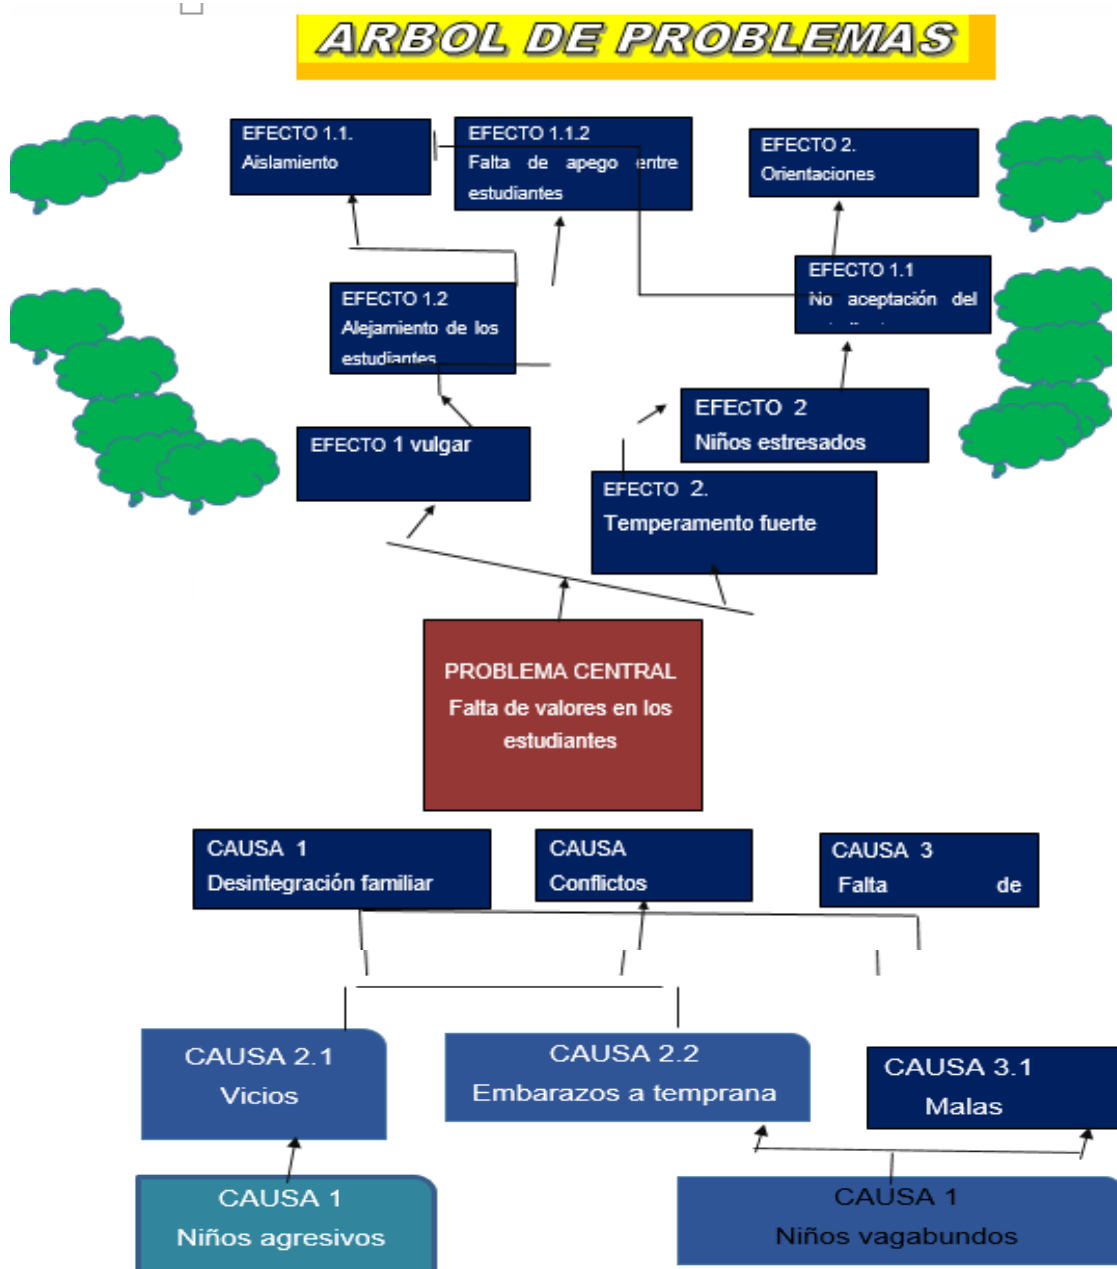 ARBOL DE PROBLEMAS
EFECTO 1.1.
Aislamiento
EFECTO 1.1.2
Falta de apego entre
estudiantes
EFECTO 2.
Orientaciones
EFECTO 1.2
Alejamiento de los
estudiantes
EFECTO 1.1
No aceptación del
EFECTO 1 vulgar
EFEcTO 2
Niños estresados
EFECTO 2.
Temperamento fuerte
PROBLEMA CENTRAL
Falta de valores en los
estudiantes
CAUSA 1
Desintegración familiar
CAUSA
Conflictos
CAUSA 3
Falta de
CAUSA 2.1
Vicios
CAUSA 2.2
Embarazos a temprana
CAUSA 3.1
Malas
CAUSA 1
Niños agresivos
CAUSA 1
Niños vagabundos